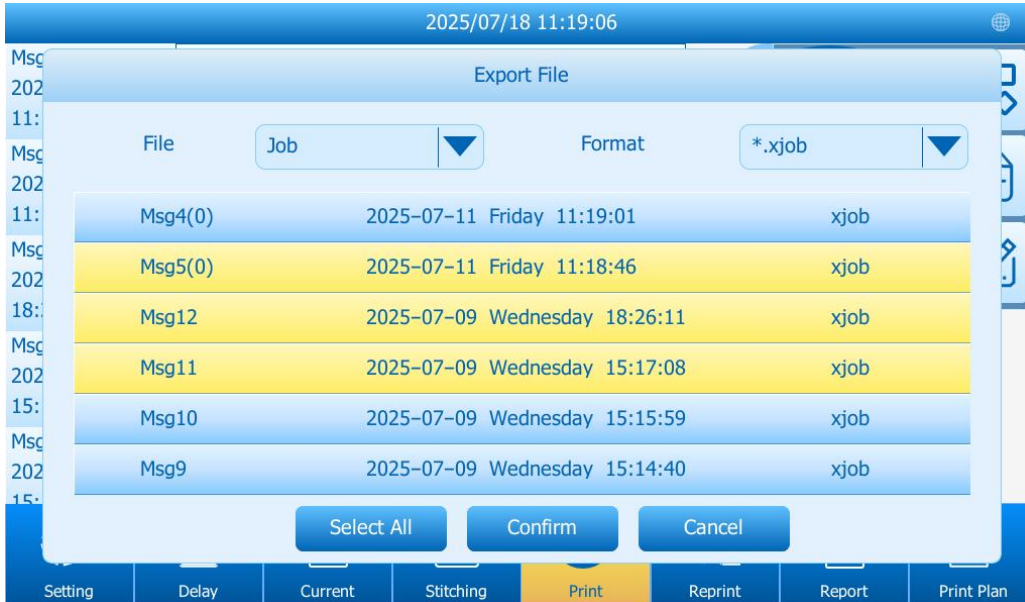 2025/07/18 11:19:06
Export File
File Job Format *.xjob
Msg4(0) 2025-07-11 Friday 11:19:01 xjob
Msg5(0) 2025-07-11 Friday 11:18:46 xjob
Msg12 2025-07-09 Wednesday 18:26:11 xjob
Msg11 2025-07-09 Wednesday 15:17:08 xjob
Msg10 2025-07-09 Wednesday 15:15:59 xjob
Msg9 2025-07-09 Wednesday 15:14:40 xjob
Select All Confirm Cancel
Setting Delay Current Stitching Print Reprint Report Print Plan